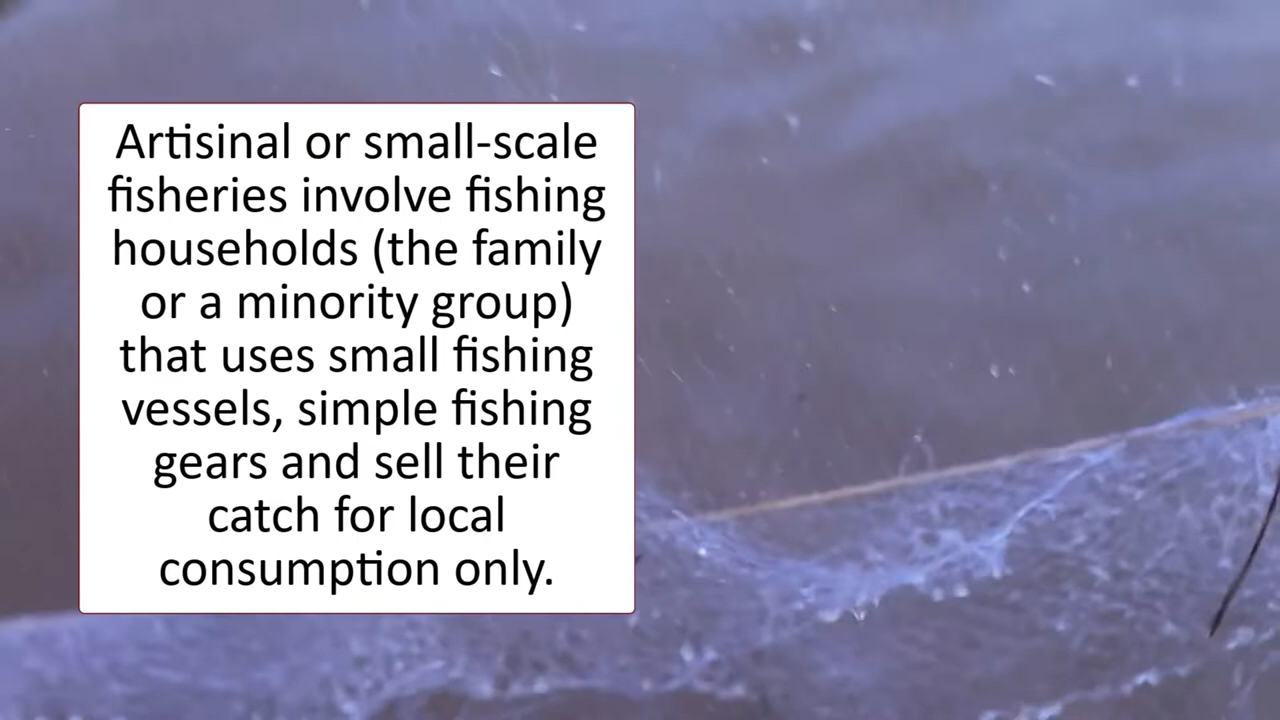 Artisinal or small-scale
fisheries involve fishing
households (the family
or a minority group)
that uses small fishing
vessels, simple fishing
gears and sell their
catch for local
consumption only.